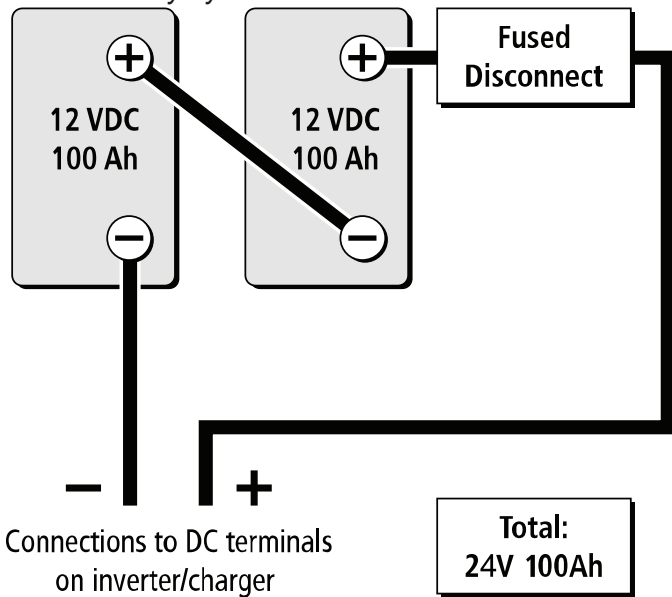 Fused
Disconnect
+
+
12 VDC
100 Ah
12 VDC
100 Ah
−
−
− +
Connections to DC terminals
on inverter/charger
Total:
24V 100Ah